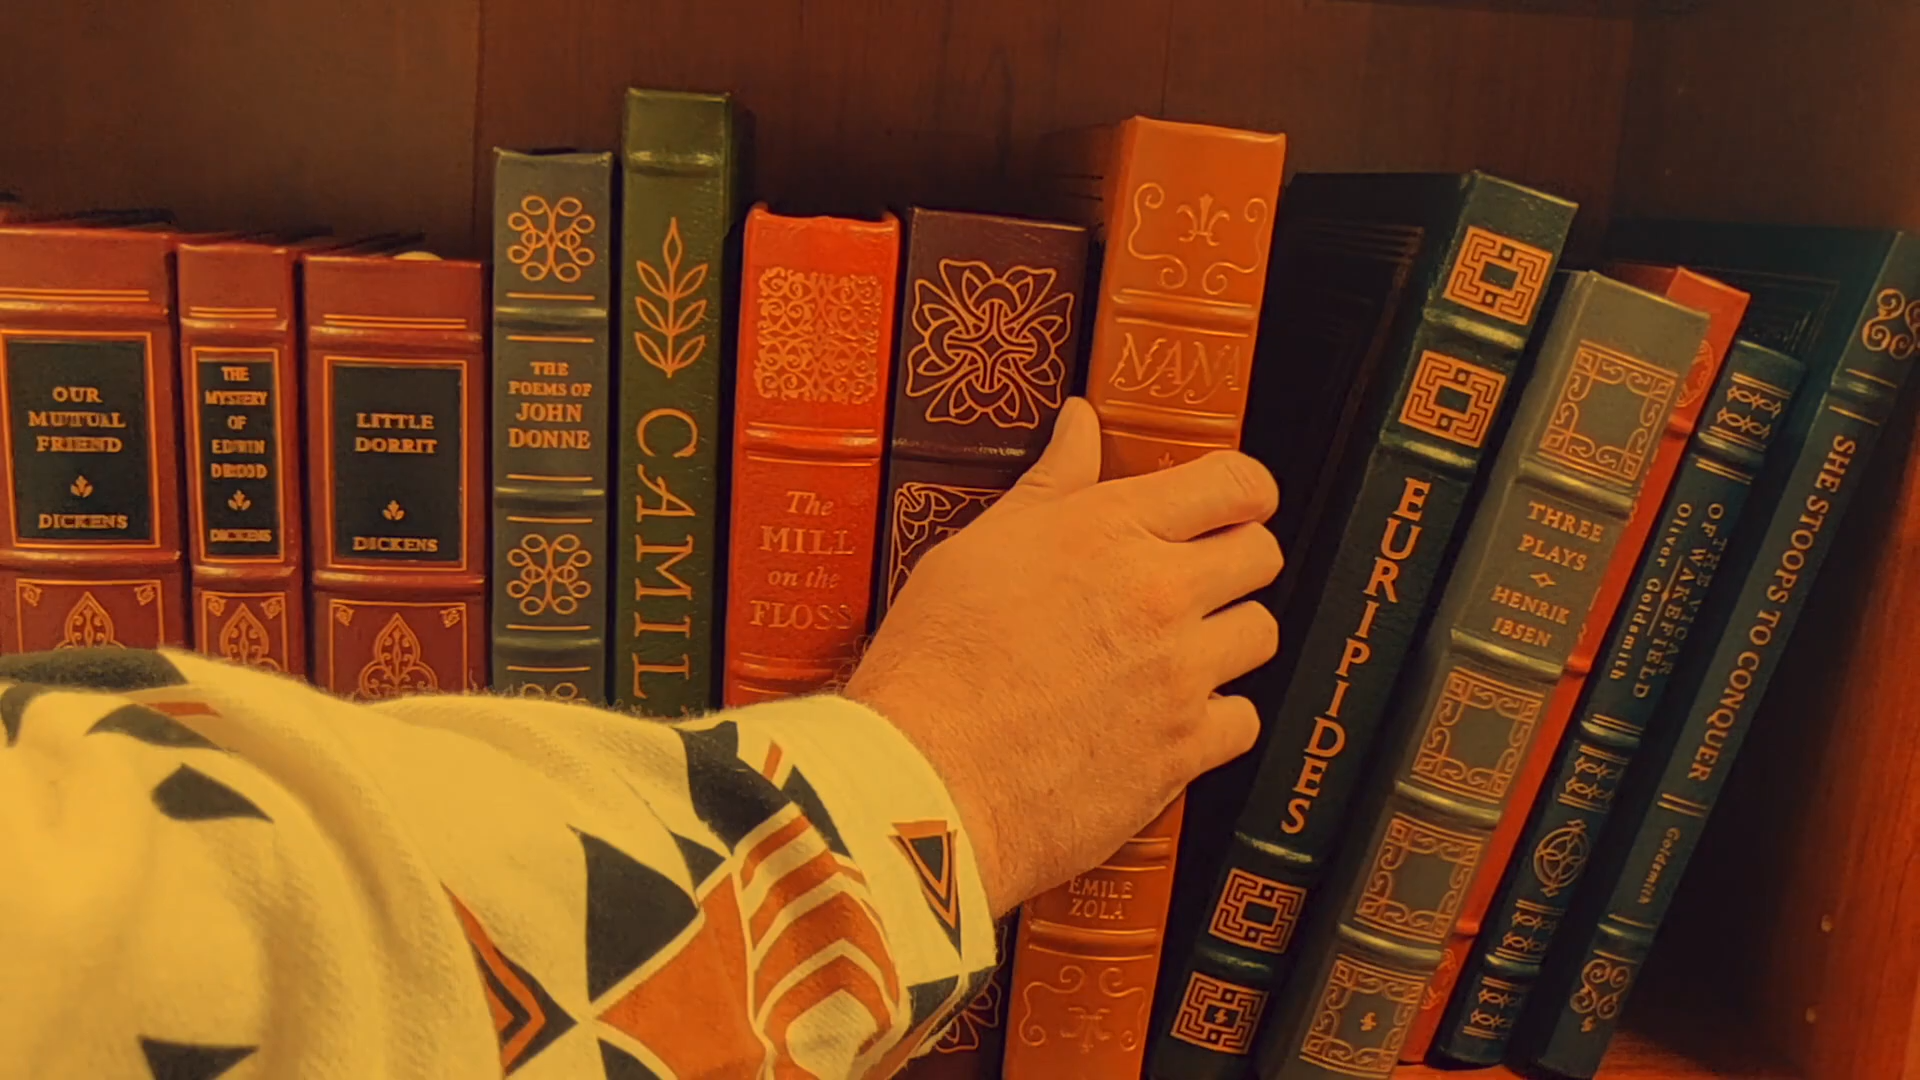 OUR
MUTUAL
FRIEND
DICKENS
THE
MYSTERY
OF
EDWIN
DROOD
DICKENS
LITTLE
DORRIT
DICKENS
THE
POEMS OF
JOHN
DONNE
CAMIL
The
MILL
on the
FLOSS
NANA
EMILE
ZOLA
EURIPIDES
THREE
PLAYS
HENRIK
IBSEN
THE VICAR
OF WAKEFIELD
Oliver Goldsmith
SHE STOOPS TO CONQUER
Goldsmith